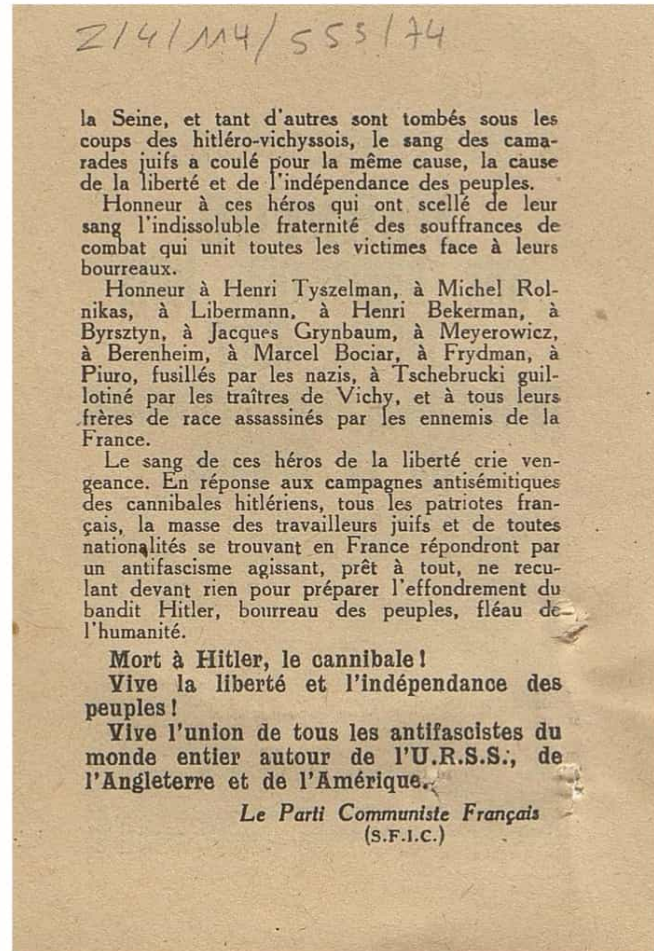 Z/4/114/553/74
la Seine, et tant d'autres sont tombés sous les
coups des hitléro-vichyssois, le sang des cama-
rades juifs a coulé pour la même cause, la cause
de la liberté et de l'indépendance des peuples.
Honneur à ces héros qui ont scellé de leur
sang l'indissoluble fraternité des souffrances de
combat qui unit toutes les victimes face à leurs
bourreaux.
Honneur à Henri Tyszelman, à Michel Rol-
nikas, à Libermann, à Henri Bekerman, à
Byrsztyn, à Jacques Grynbaum, à Meyerowicz,
à Berenheim, à Marcel Bociar, à Frydman, à
Piuro, fusillés par les nazis, à Tschebrucki guil-
lotiné par les traîtres de Vichy, et à tous leurs
frères de race assassinés par les ennemis de la
France.
Le sang de ces héros de la liberté crie ven-
geance. En réponse aux campagnes antisémitiques
des cannibales hitlériens, tous les patriotes fran-
çais, la masse des travailleurs juifs et de toutes
nationalités se trouvant en France répondront par
un antifascisme agissant, prêt à tout, ne recu-
lant devant rien pour préparer l'effondrement du
bandit Hitler, bourreau des peuples, fléau de
l'humanité.
Mort à Hitler, le cannibale !
Vive la liberté et l'indépendance des
peuples !
Vive l'union de tous les antifascistes du
monde entier autour de l'U.R.S.S., de
l'Angleterre et de l'Amérique.
Le Parti Communiste Français
(S.F.I.C.)